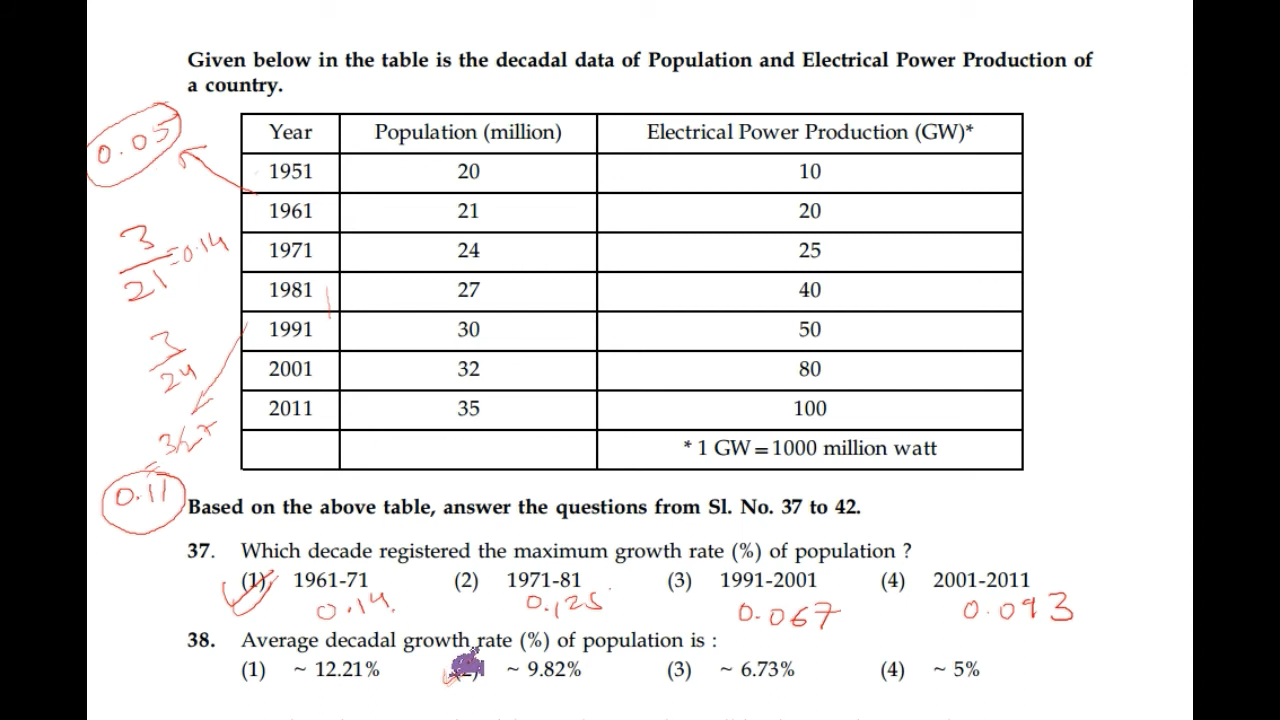 Given below in the table is the decadal data of Population and Electrical Power Production of
a country.
0.05
Year Population (million) Electrical Power Production (GW)*
1951 20 10
1961 21 20
3/21 = 0.14
1971 24 25
1981 27 40
1991 30 50
3/24
2001 32 80
2011 35 100
* 1 GW = 1000 million watt
0.11
Based on the above table, answer the questions from Sl. No. 37 to 42.
37. Which decade registered the maximum growth rate (%) of population ?
(1) 1961-71 (2) 1971-81 (3) 1991-2001 (4) 2001-2011
0.14 0.125 0.067 0.093
38. Average decadal growth rate (%) of population is :
(1) ~ 12.21% (2) ~ 9.82% (3) ~ 6.73% (4) ~ 5%